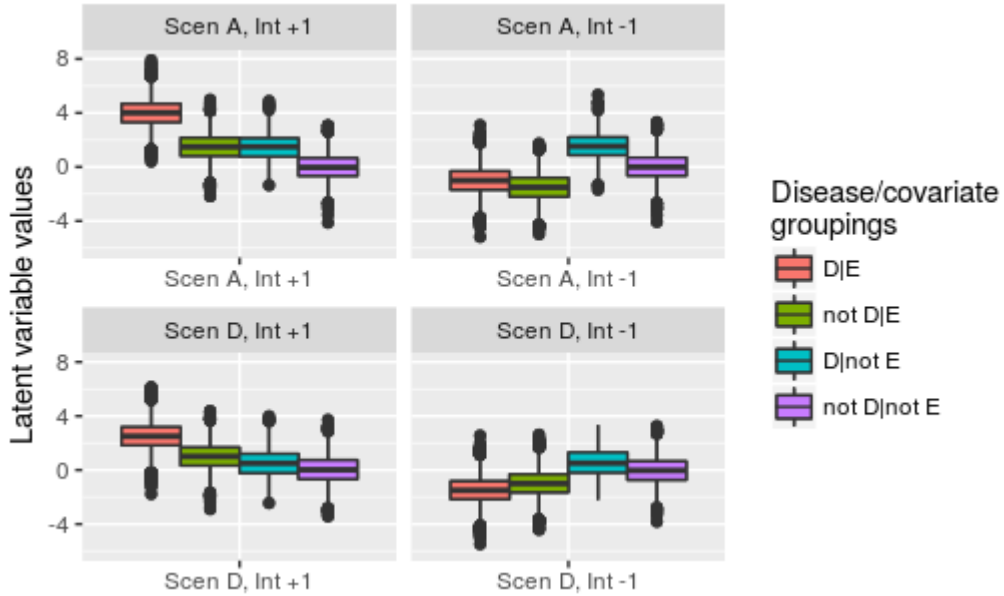 Scen A, Int +1
Scen A, Int -1
8
4
0
-4
Scen A, Int +1
Scen A, Int -1
Latent variable values
Scen D, Int +1
Scen D, Int -1
8
4
0
-4
Scen D, Int +1
Scen D, Int -1
Disease/covariate
groupings
D|E
not D|E
D|not E
not D|not E